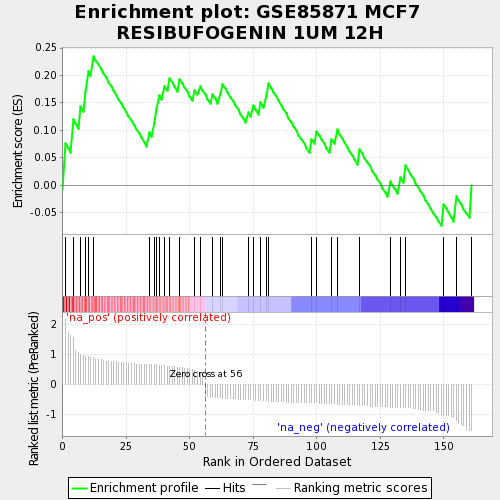 Enrichment plot: GSE85871 MCF7
RESIBUFOGENIN 1UM 12H
Enrichment score (ES)
0.25
0.20
0.15
0.10
0.05
0.00
-0.05
'na_pos' (positively correlated)
Ranked list metric (PreRanked)
2
1
0
-1
Zero cross at 56
'na_neg' (negatively correlated)
0 25 50 75 100 125 150
Rank in Ordered Dataset
Enrichment profile Hits Ranking metric scores